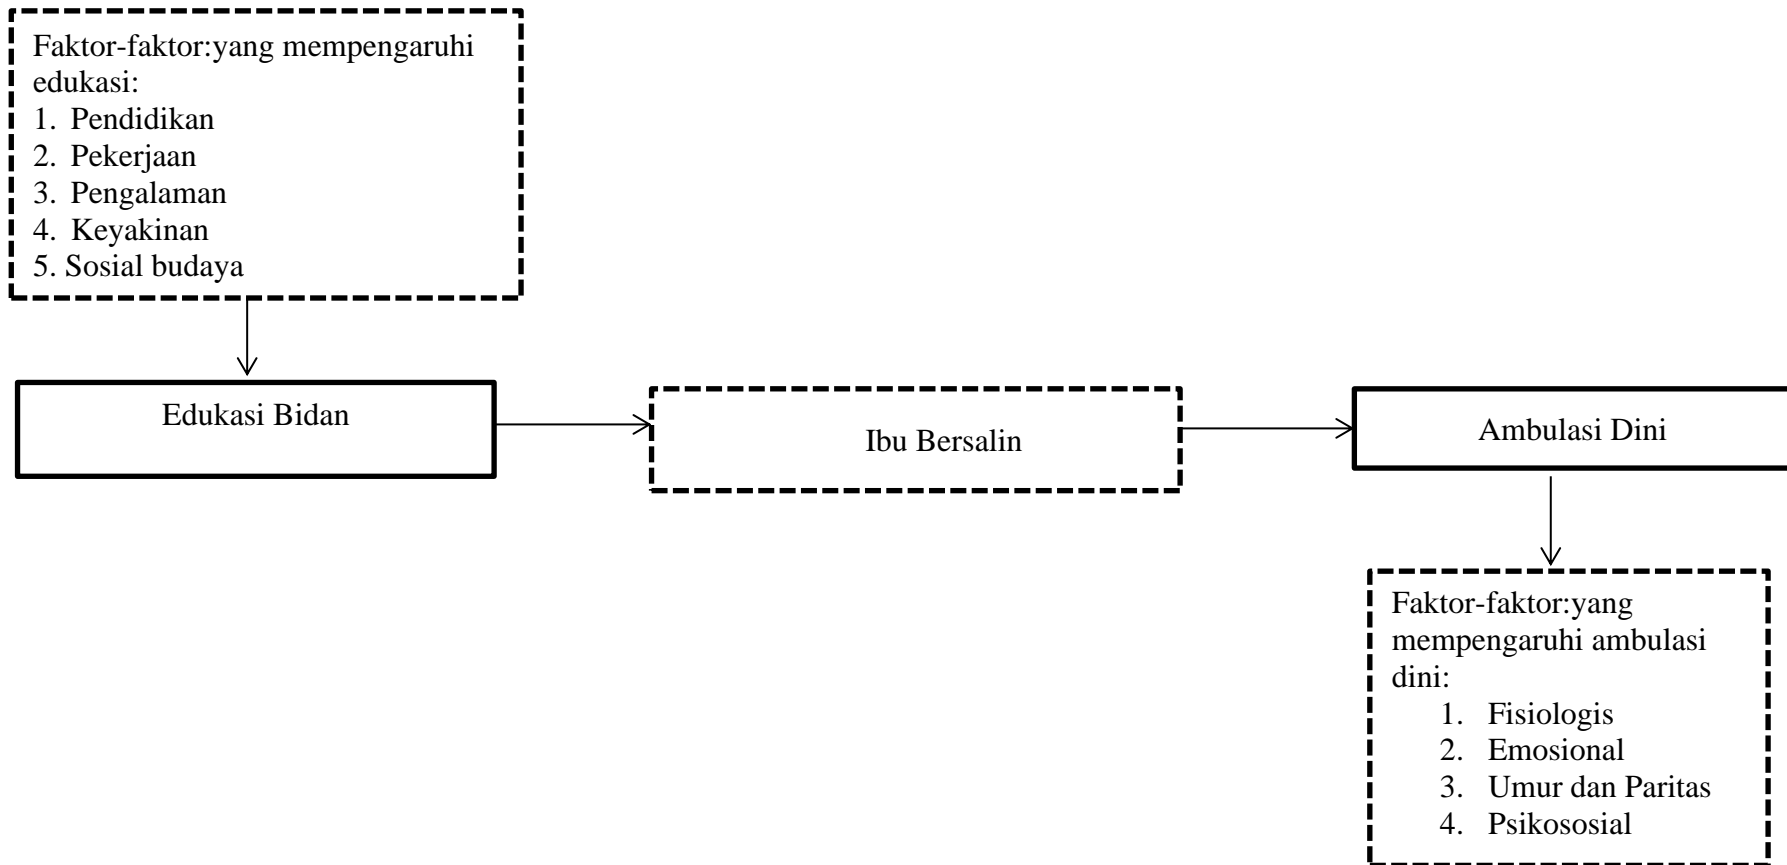 Faktor-faktor:yang mempengaruhi
edukasi:
1. Pendidikan
2. Pekerjaan
3. Pengalaman
4. Keyakinan
5. Sosial budaya
Edukasi Bidan
Ibu Bersalin
Ambulasi Dini
Faktor-faktor:yang
mempengaruhi ambulasi
dini:
1. Fisiologis
2. Emosional
3. Umur dan Paritas
4. Psikososial